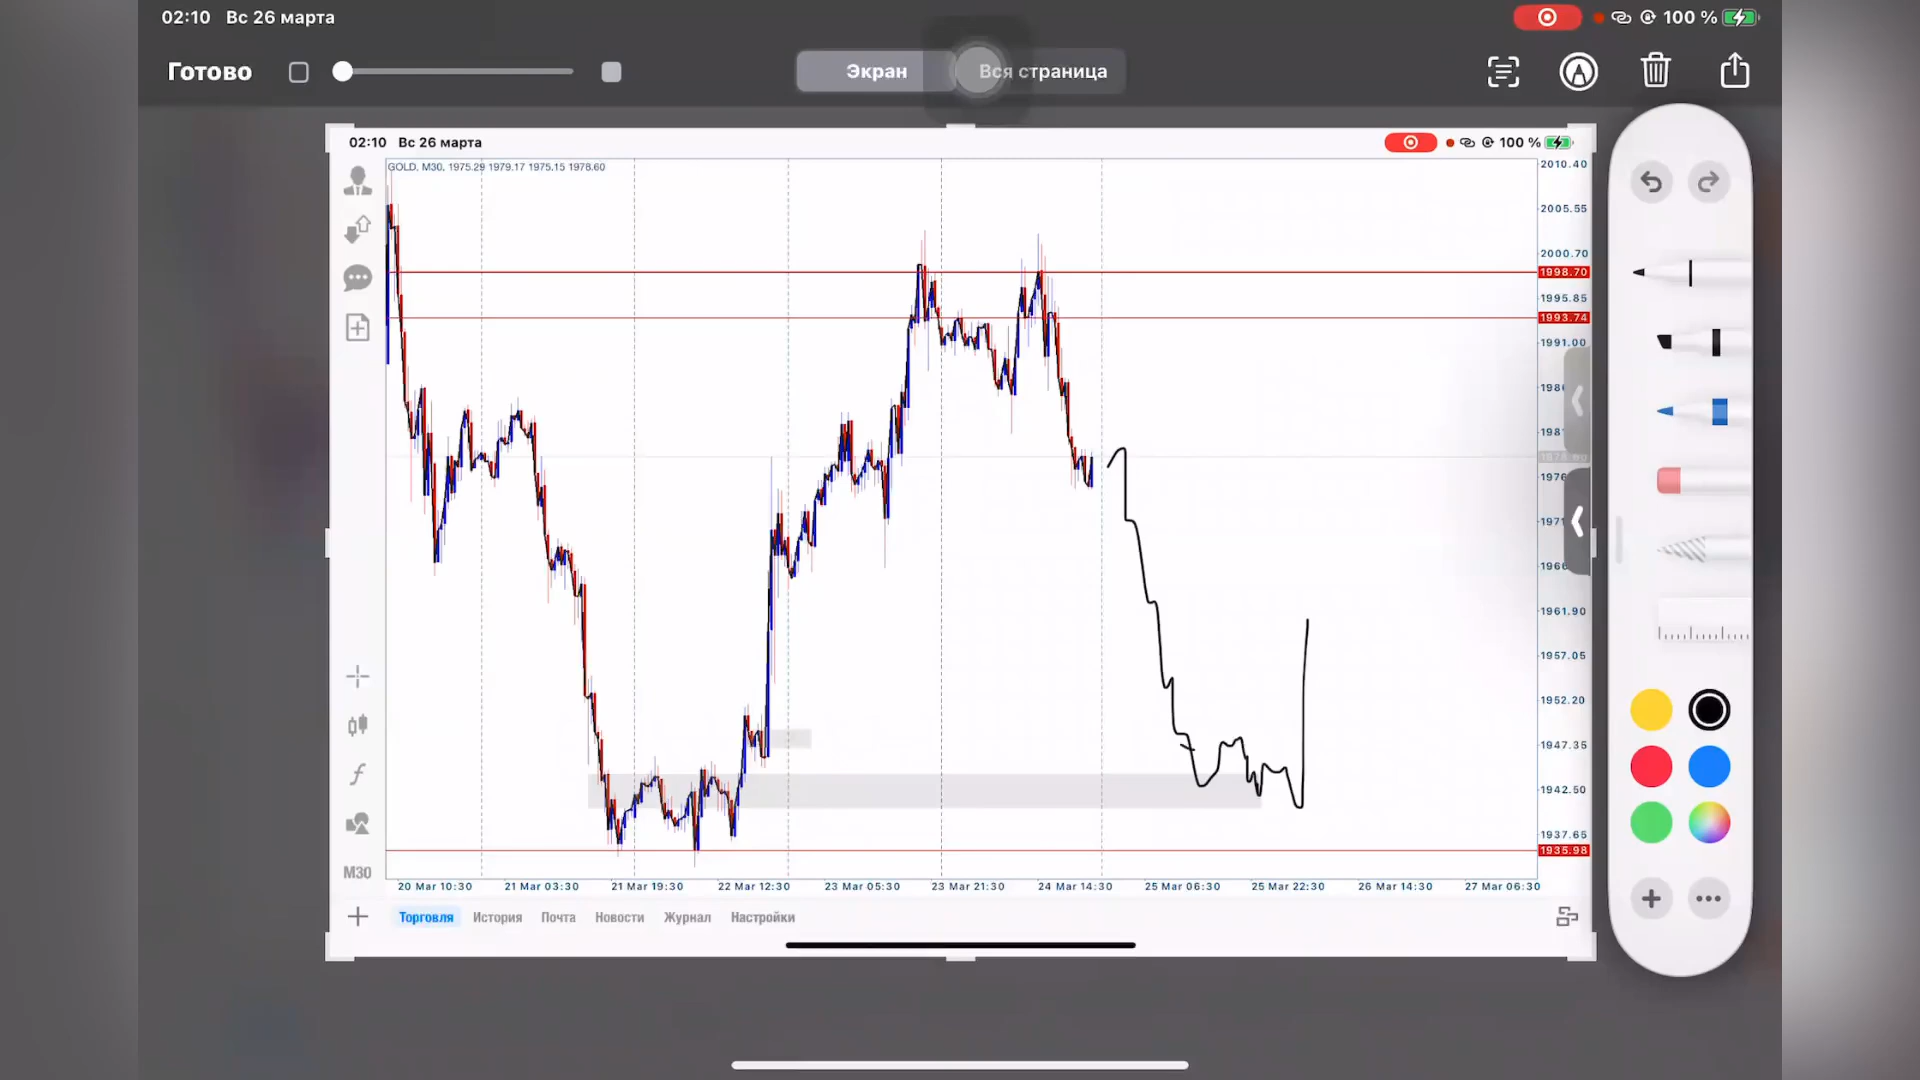 02:10 Вс 26 марта
100 %
Готово
Экран
Вся страница
02:10 Вс 26 марта
100 %
GOLD, M30, 1975.29 1979.17 1975.15 1978.60
2010.40
2005.55
2000.70
1998.70
1995.85
1993.74
1991.00
1961.90
1957.05
1952.20
1947.35
1942.50
1937.65
1935.98
M30
20 Mar 10:30
21 Mar 03:30
21 Mar 19:30
22 Mar 12:30
23 Mar 05:30
23 Mar 21:30
24 Mar 14:30
25 Mar 06:30
25 Mar 22:30
26 Mar 14:30
27 Mar 06:30
Торговля
История
Почта
Новости
Журнал
Настройки